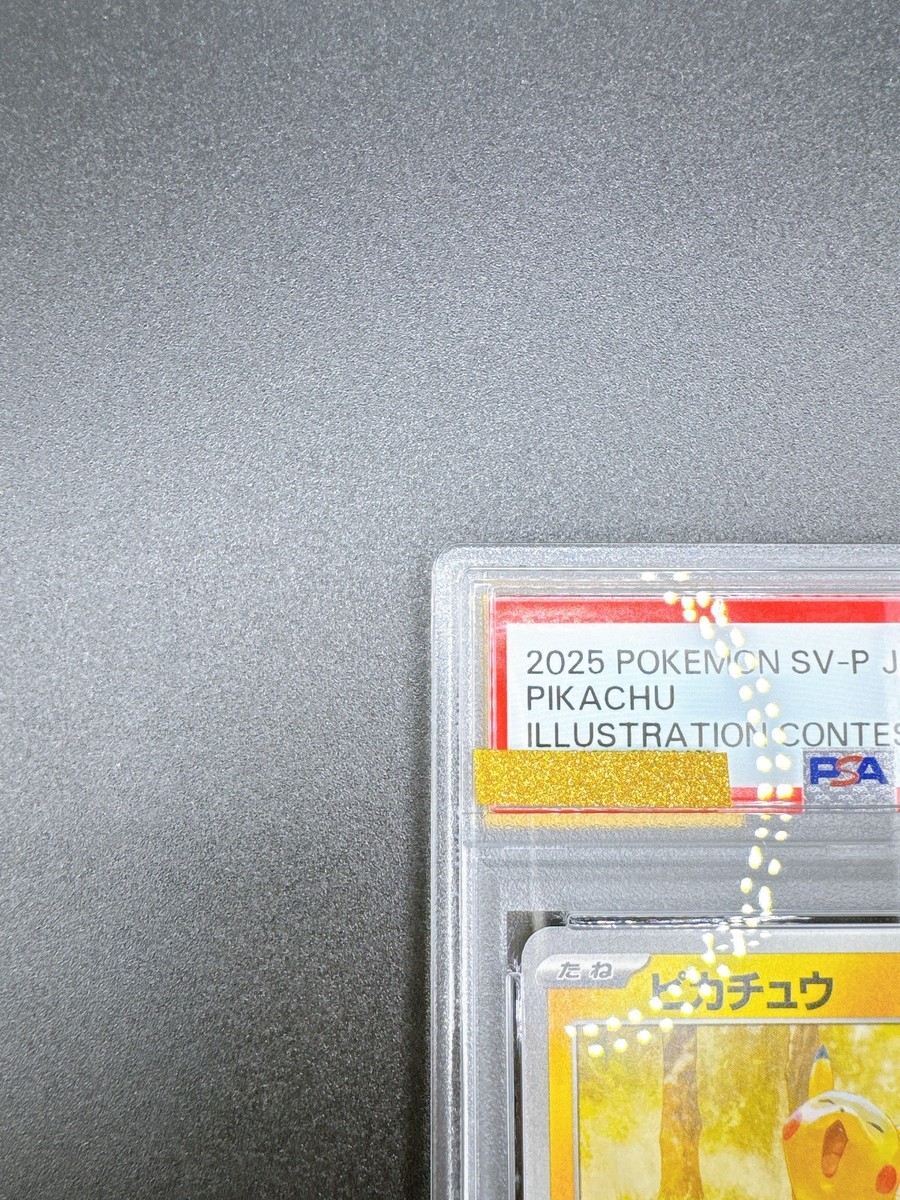 2025 POKEMON SV-P J
PIKACHU
ILLUSTRATION CONTES
PSA
たね ピカチュウ